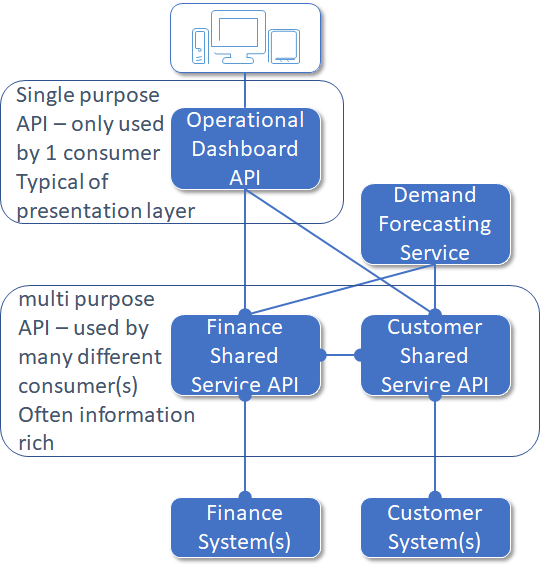 Single purpose
API – only used
by 1 consumer
Typical of
presentation layer
Operational
Dashboard
API
Demand
Forecasting
Service
multi purpose
API – used by
many different
consumer(s)
Often information
rich
Finance
Shared
Service API
Customer
Shared
Service API
Finance
System(s)
Customer
System(s)